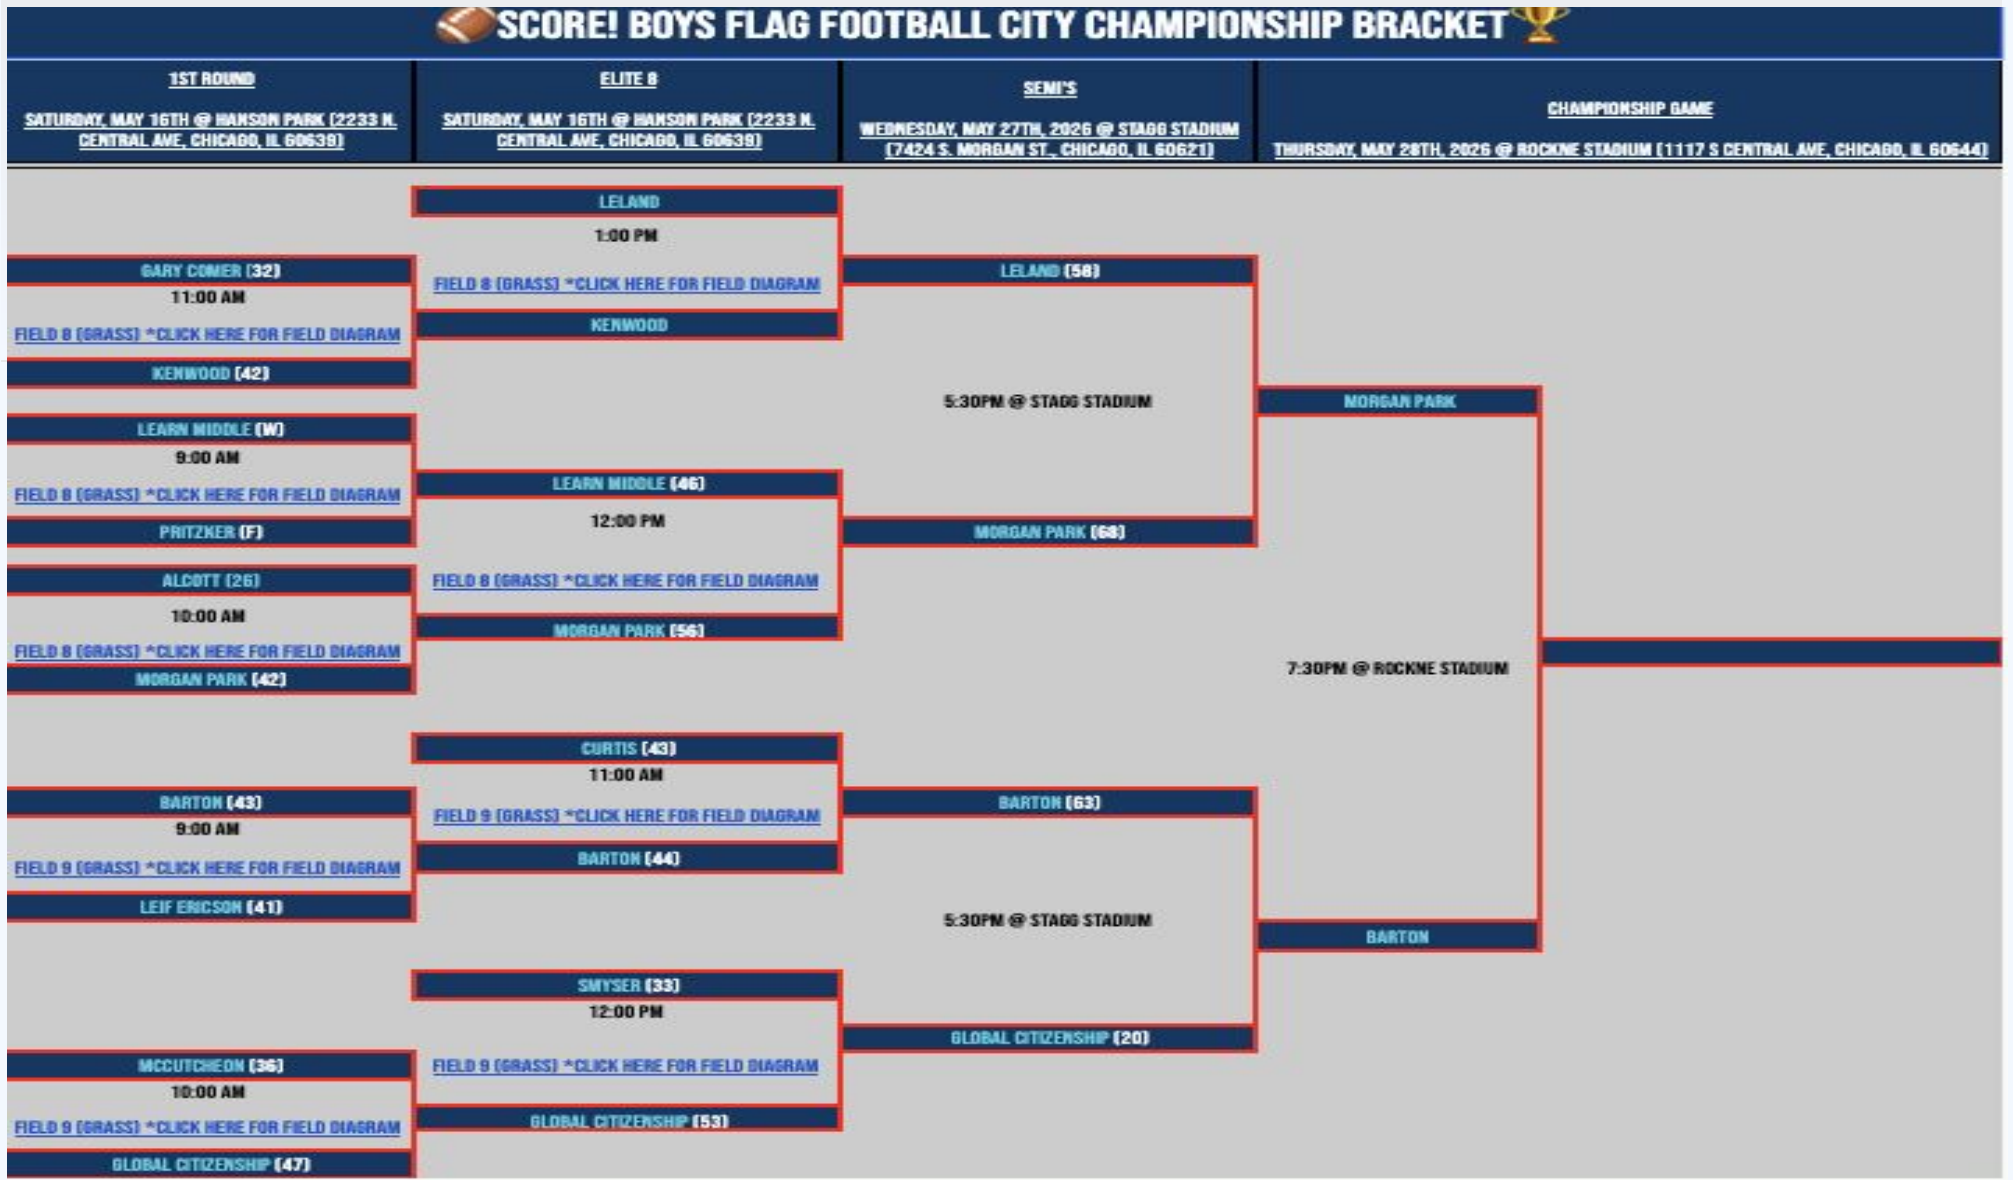 SCORE! BOYS FLAG FOOTBALL CITY CHAMPIONSHIP BRACKET
1ST ROUND
SATURDAY, MAY 16TH @ HANSON PARK (2233 N.
CENTRAL AVE, CHICAGO, IL 60639)
ELITE 8
SATURDAY, MAY 16TH @ HANSON PARK (2233 N.
CENTRAL AVE, CHICAGO, IL 60639)
SEMI'S
WEDNESDAY, MAY 27TH, 2026 @ STAGG STADIUM
(7424 S. MORGAN ST., CHICAGO, IL 60621)
CHAMPIONSHIP GAME
THURSDAY, MAY 28TH, 2026 @ ROCKNE STADIUM (1117 S CENTRAL AVE, CHICAGO, IL 60644)
GARY COMER (32)
11:00 AM
FIELD 8 (GRASS) *CLICK HERE FOR FIELD DIAGRAM
KENWOOD (42)
LEARN MIDDLE (W)
9:00 AM
FIELD 8 (GRASS) *CLICK HERE FOR FIELD DIAGRAM
PRITZKER (F)
ALCOTT (26)
10:00 AM
FIELD 8 (GRASS) *CLICK HERE FOR FIELD DIAGRAM
MORGAN PARK (42)
BARTON (43)
9:00 AM
FIELD 9 (GRASS) *CLICK HERE FOR FIELD DIAGRAM
LEIF ERICSON (41)
MCCUTCHEON (36)
10:00 AM
FIELD 9 (GRASS) *CLICK HERE FOR FIELD DIAGRAM
GLOBAL CITIZENSHIP (47)
LELAND
1:00 PM
FIELD 8 (GRASS) *CLICK HERE FOR FIELD DIAGRAM
KENWOOD
LEARN MIDDLE (46)
12:00 PM
FIELD 8 (GRASS) *CLICK HERE FOR FIELD DIAGRAM
MORGAN PARK (56)
CURTIS (43)
11:00 AM
FIELD 9 (GRASS) *CLICK HERE FOR FIELD DIAGRAM
BARTON (44)
SMYSER (33)
12:00 PM
FIELD 9 (GRASS) *CLICK HERE FOR FIELD DIAGRAM
GLOBAL CITIZENSHIP (53)
LELAND (58)
5:30PM @ STAGG STADIUM
MORGAN PARK (68)
BARTON (63)
5:30PM @ STAGG STADIUM
GLOBAL CITIZENSHIP (20)
MORGAN PARK
7:30PM @ ROCKNE STADIUM
BARTON